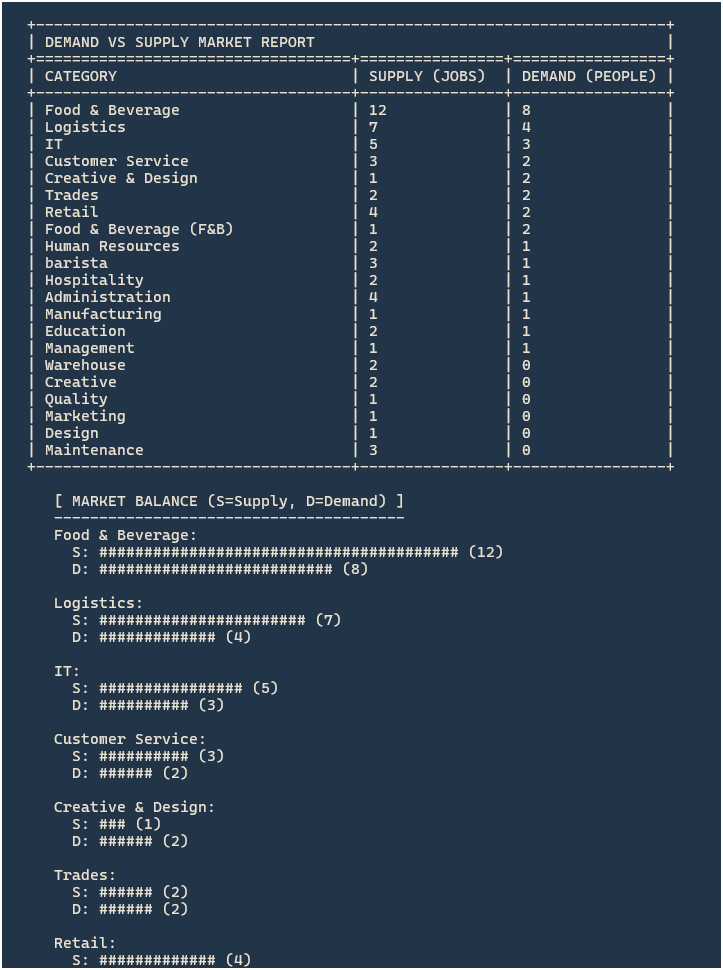 DEMAND VS SUPPLY MARKET REPORT
CATEGORY | SUPPLY (JOBS) | DEMAND (PEOPLE)
Food & Beverage | 12 | 8
Logistics | 7 | 4
IT | 5 | 3
Customer Service | 3 | 2
Creative & Design | 1 | 2
Trades | 2 | 2
Retail | 4 | 2
Food & Beverage (F&B) | 1 | 2
Human Resources | 2 | 1
barista | 3 | 1
Hospitality | 2 | 1
Administration | 4 | 1
Manufacturing | 1 | 1
Education | 2 | 1
Management | 1 | 1
Warehouse | 2 | 0
Creative | 2 | 0
Quality | 1 | 0
Marketing | 1 | 0
Design | 1 | 0
Maintenance | 3 | 0
[ MARKET BALANCE (S=Supply, D=Demand) ]
---------------------------------------
Food & Beverage:
S: ######################################## (12)
D: ########################## (8)
Logistics:
S: ####################### (7)
D: ############# (4)
IT:
S: ################ (5)
D: ########## (3)
Customer Service:
S: ########## (3)
D: ###### (2)
Creative & Design:
S: ### (1)
D: ###### (2)
Trades:
S: ###### (2)
D: ###### (2)
Retail:
S: ############# (4)